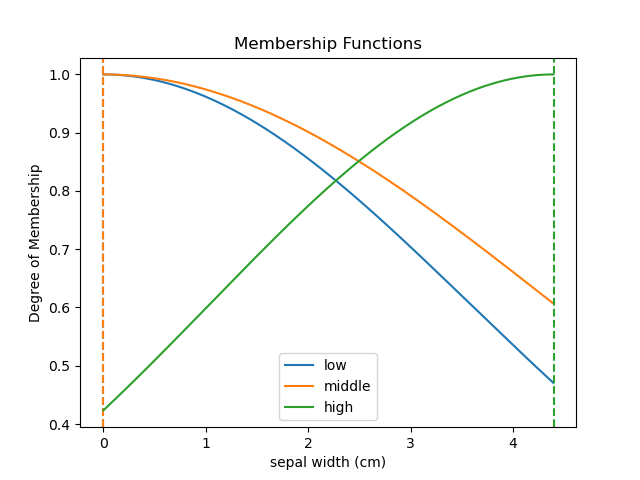 Membership Functions
Degree of Membership
1.0
0.9
0.8
0.7
0.6
0.5
0.4
low
middle
high
0 1 2 3 4
sepal width (cm)